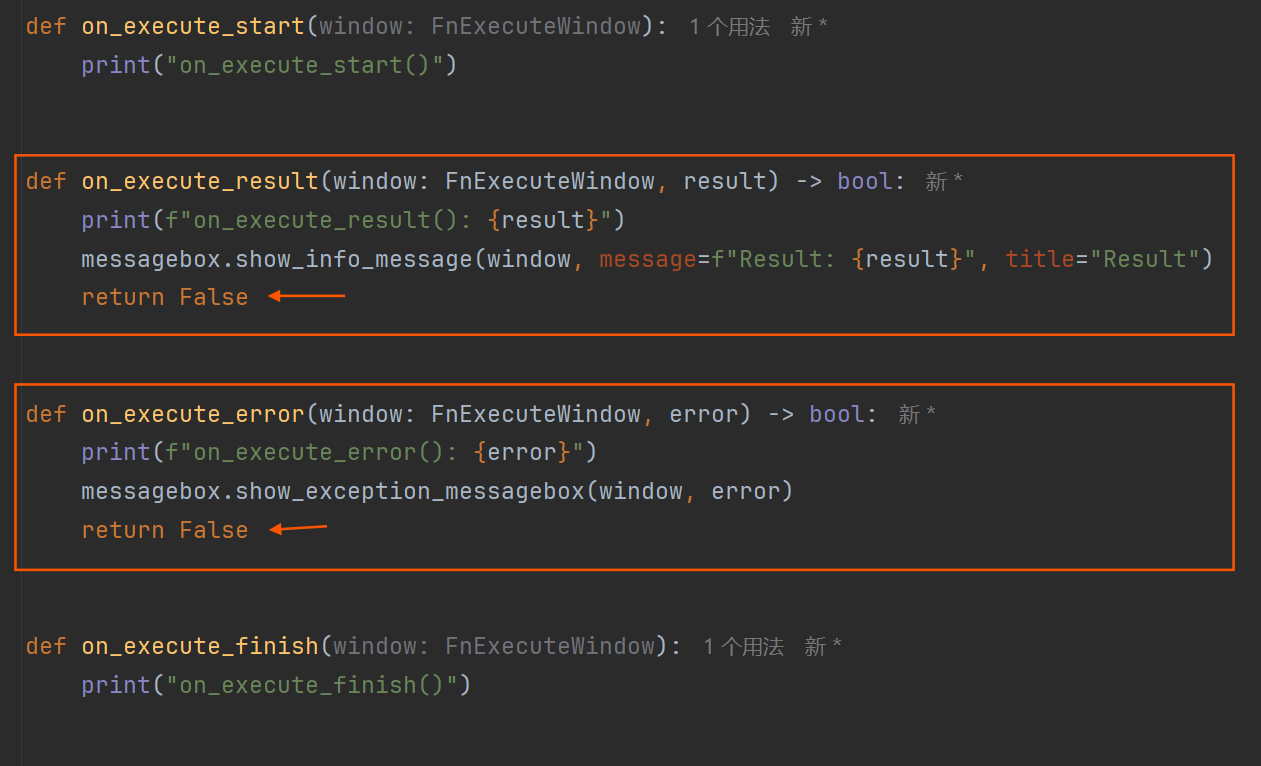 def on_execute_start(window: FnExecuteWindow): 1 个用法 新 *
    print("on_execute_start()")
def on_execute_result(window: FnExecuteWindow, result) -> bool: 新 *
    print(f"on_execute_result(): {result}")
    messagebox.show_info_message(window, message=f"Result: {result}", title="Result")
    return False
def on_execute_error(window: FnExecuteWindow, error) -> bool: 新 *
    print(f"on_execute_error(): {error}")
    messagebox.show_exception_messagebox(window, error)
    return False
def on_execute_finish(window: FnExecuteWindow): 1 个用法 新 *
    print("on_execute_finish()")